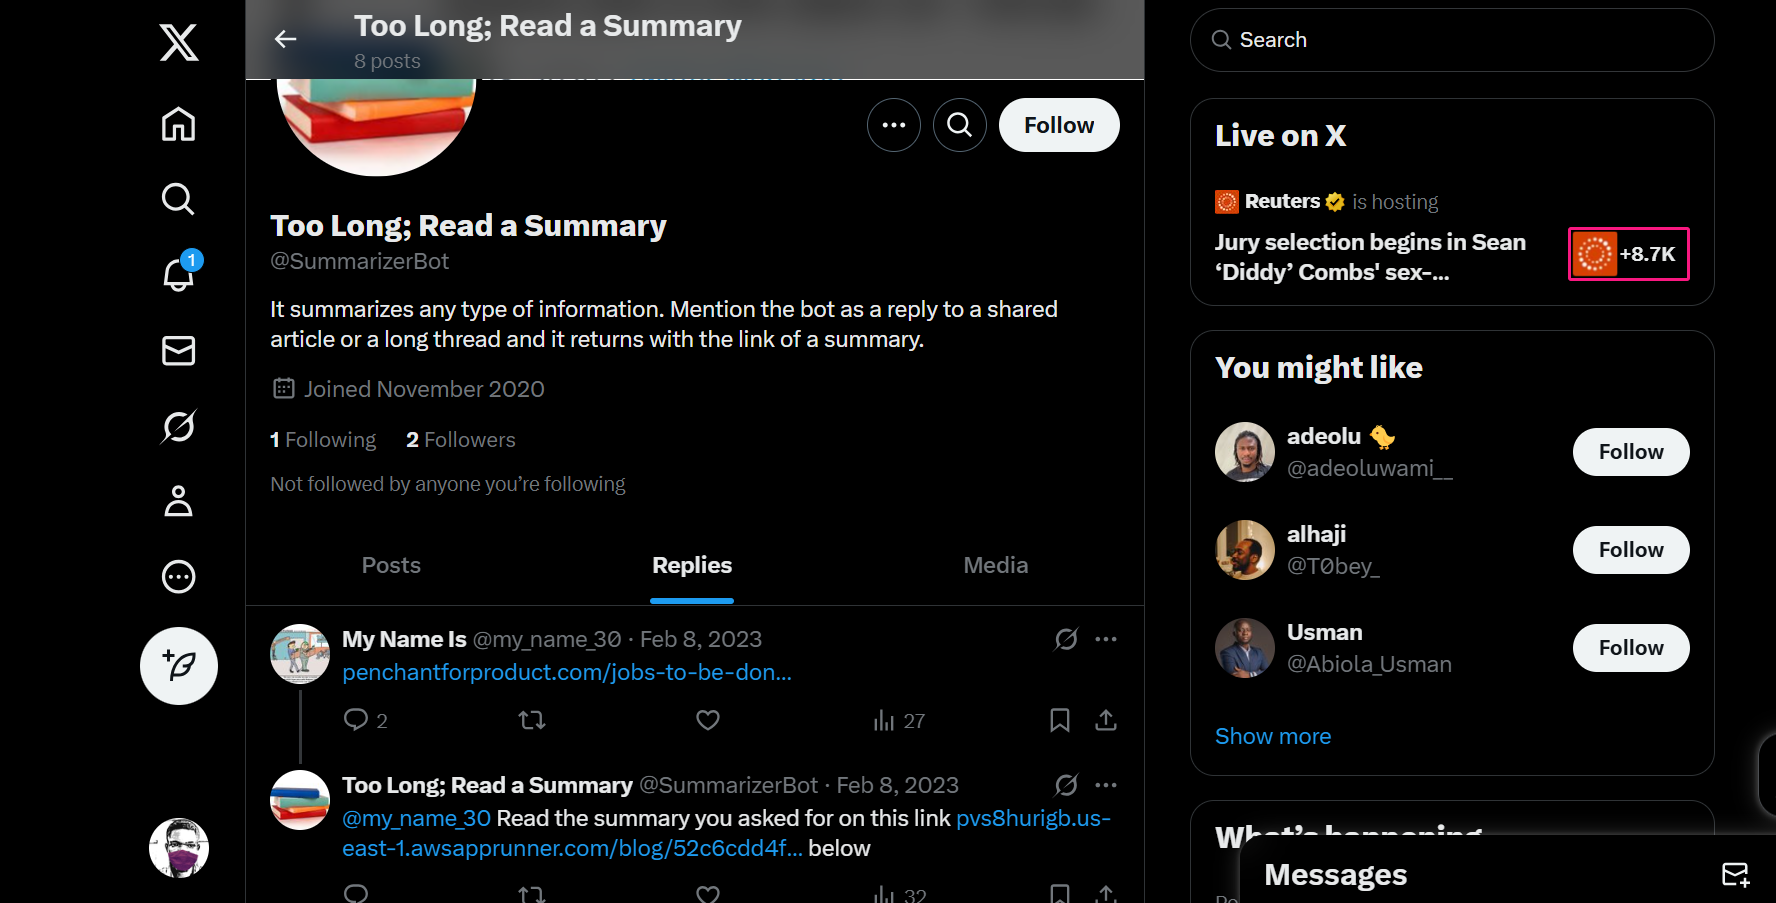 Too Long; Read a Summary
8 posts
Follow
Too Long; Read a Summary
@SummarizerBot
It summarizes any type of information. Mention the bot as a reply to a shared
article or a long thread and it returns with the link of a summary.
Joined November 2020
1 Following 2 Followers
Not followed by anyone you’re following
Posts Replies Media
My Name Is @my_name_30 · Feb 8, 2023
penchantforproduct.com/jobs-to-be-don...
2 27
Too Long; Read a Summary @SummarizerBot · Feb 8, 2023
@my_name_30 Read the summary you asked for on this link pvs8hurigb.us-
east-1.awsapprunner.com/blog/52c6cdd4f... below
32
1
Search
Live on X
Reuters is hosting
Jury selection begins in Sean
‘Diddy’ Combs' sex-...
+8.7K
You might like
adeolu
@adeoluwami__
Follow
alhaji
@T0bey_
Follow
Usman
@Abiola_Usman
Follow
Show more
What’s happening
Messages